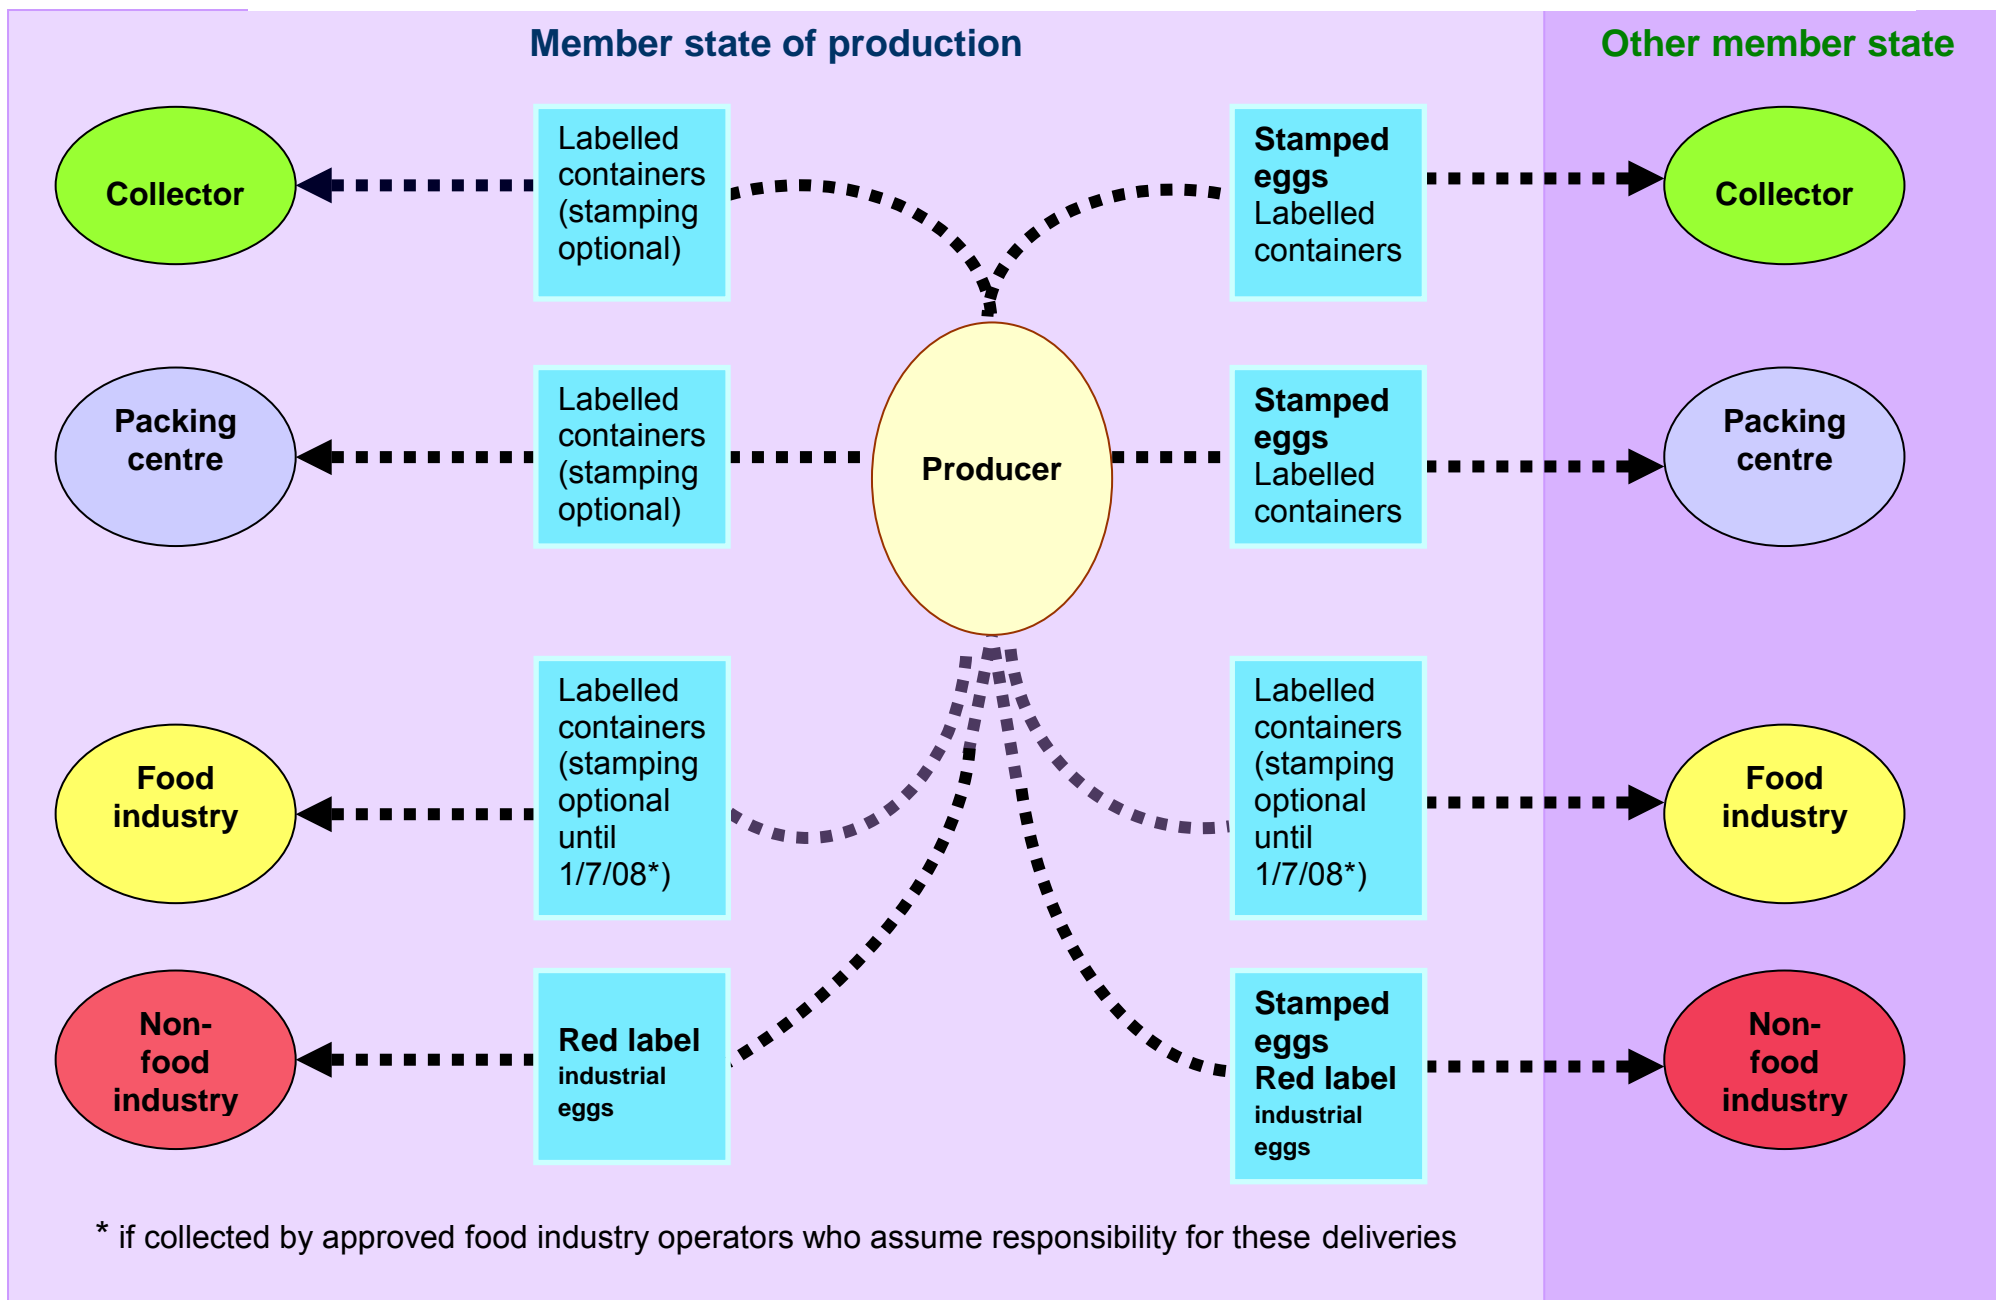 Member state of production
Other member state
Collector
Labelled
containers
(stamping
optional)
Stamped
eggs
Labelled
containers
Collector
Packing
centre
Labelled
containers
(stamping
optional)
Producer
Stamped
eggs
Labelled
containers
Packing
centre
Food
industry
Labelled
containers
(stamping
optional
until
1/7/08*)
Labelled
containers
(stamping
optional
until
1/7/08*)
Food
industry
Non-
food
industry
Red label
industrial
eggs
Stamped
eggs
Red label
industrial
eggs
Non-
food
industry
* if collected by approved food industry operators who assume responsibility for these deliveries